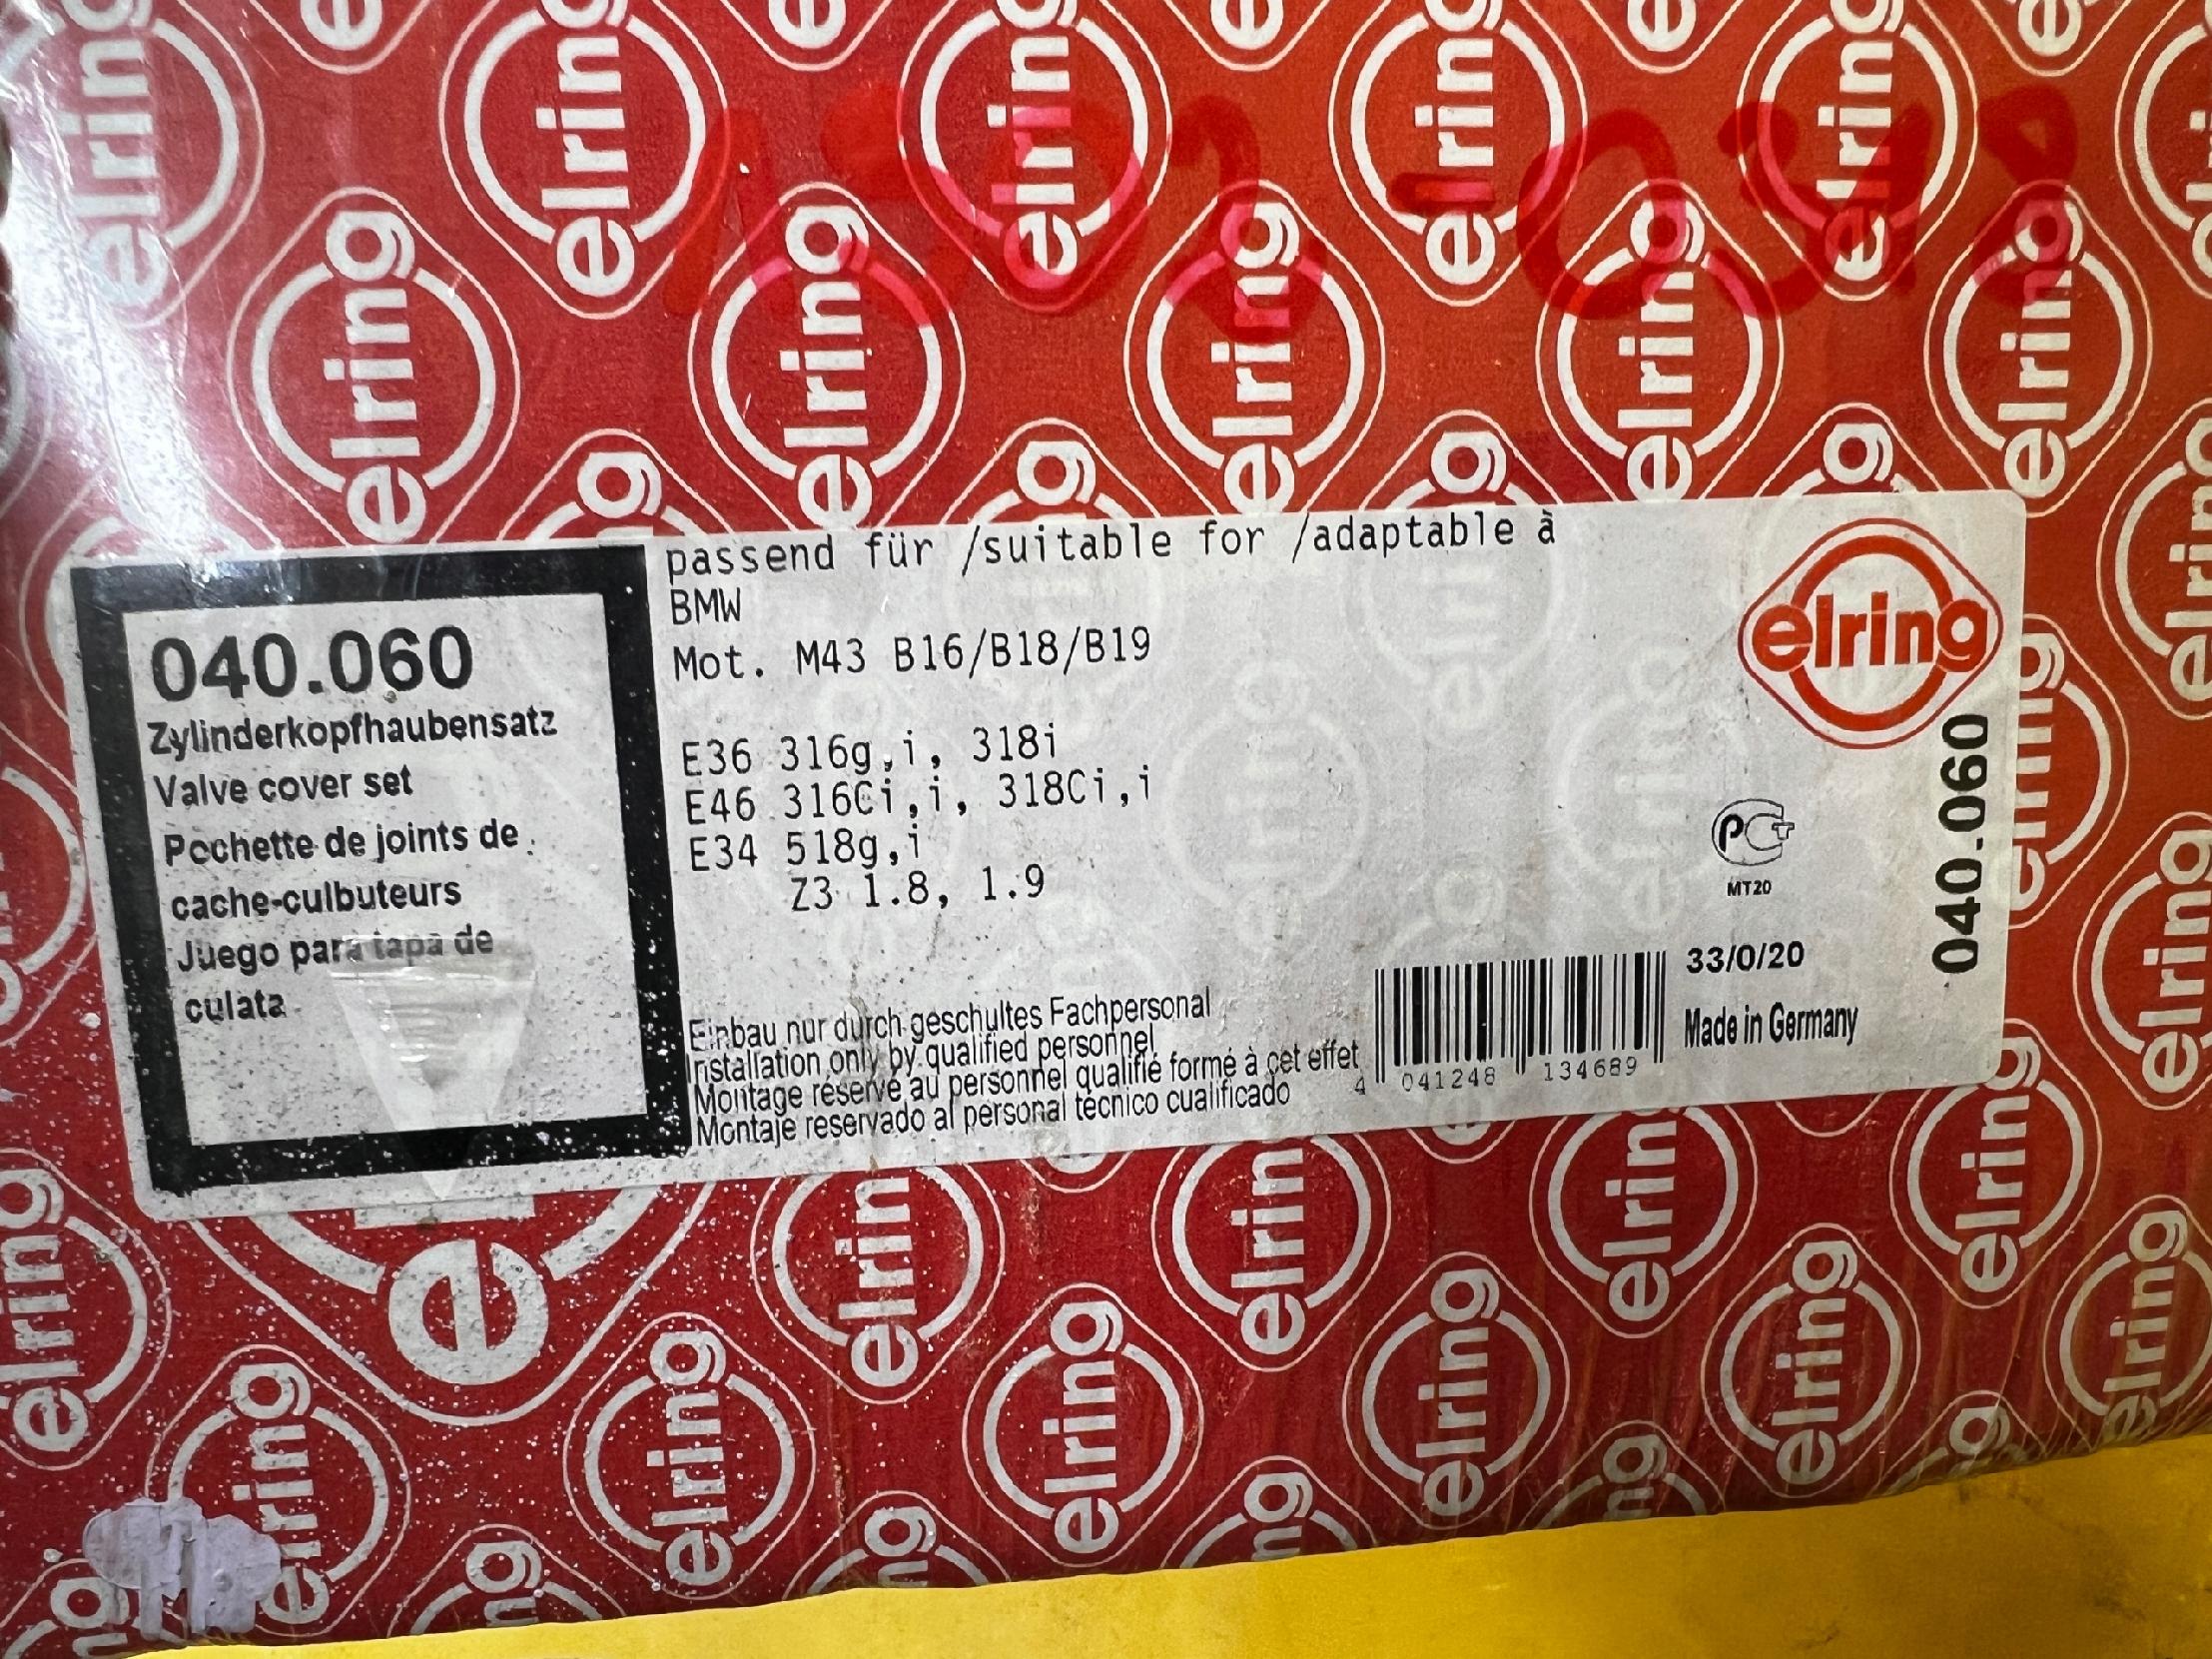 040.060
Zylinderkopfhaubensatz
Valve cover set
Pochette de joints de
cache-culbuteurs
Juego para tapa de
culata
passend für /suitable for /adaptable à
BMW
Mot. M43 B16/B18/B19
E36 316g,i, 318i
E46 316Ci,i, 318Ci,i
E34 518g,i
Z3 1.8, 1.9
Einbau nur durch geschultes Fachpersonal
Installation only by qualified personnel
Montage réservé au personnel qualifié formé à cet effet
Montaje reservado al personal técnico cualificado
elring
040.060
PCT
MT20
33/0/20
Made in Germany
4 041248 134689